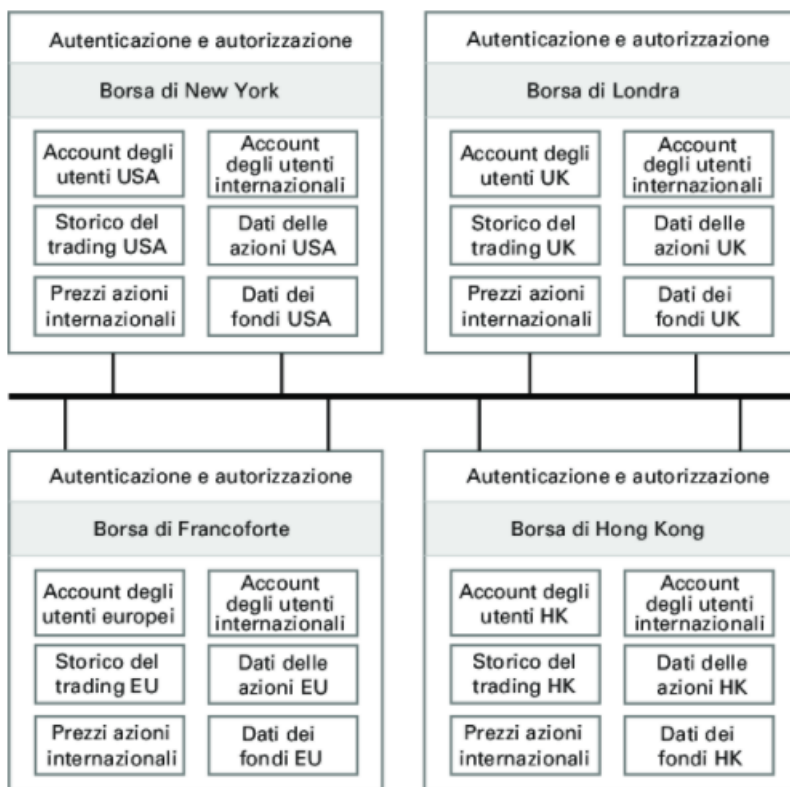 Autenticazione e autorizzazione
Borsa di New York
Account degli
utenti USA
Account
degli utenti
internazionali
Storico del
trading USA
Dati delle
azioni USA
Prezzi azioni
internazionali
Dati dei
fondi USA
Autenticazione e autorizzazione
Borsa di Londra
Account degli
utenti UK
Account
degli utenti
internazionali
Storico del
trading UK
Dati delle
azioni UK
Prezzi azioni
internazionali
Dati dei
fondi UK
Autenticazione e autorizzazione
Borsa di Francoforte
Account degli
utenti europei
Account
degli utenti
internazionali
Storico del
trading EU
Dati delle
azioni EU
Prezzi azioni
internazionali
Dati dei
fondi EU
Autenticazione e autorizzazione
Borsa di Hong Kong
Account degli
utenti HK
Account
degli utenti
internazionali
Storico del
trading HK
Dati delle
azioni HK
Prezzi azioni
internazionali
Dati dei
fondi HK